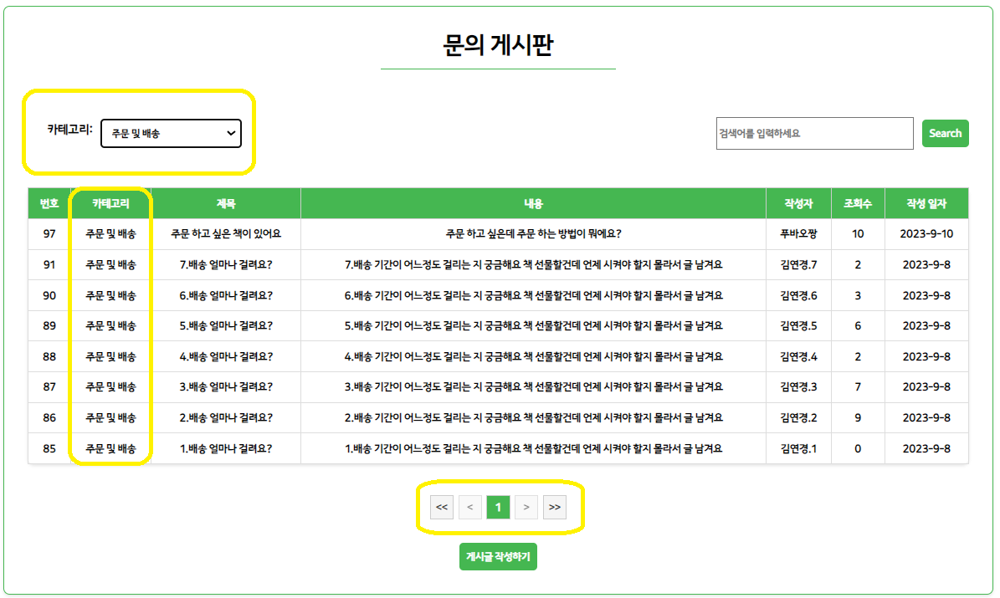 문의 게시판
카테고리: 주문 및 배송 검색어를 입력하세요 Search
번호 카테고리 제목 내용 작성자 조회수 작성 일자
97 주문 및 배송 주문 하고 싶은 책이 있어요 주문 하고 싶은데 주문 하는 방법이 뭐에요? 푸바오짱 10 2023-9-10
91 주문 및 배송 7.배송 얼마나 걸려요? 7.배송 기간이 어느정도 걸리는 지 궁금해요 책 선물할건데 언제 시켜야 할지 몰라서 글 남겨요 김연경.7 2 2023-9-8
90 주문 및 배송 6.배송 얼마나 걸려요? 6.배송 기간이 어느정도 걸리는 지 궁금해요 책 선물할건데 언제 시켜야 할지 몰라서 글 남겨요 김연경.6 3 2023-9-8
89 주문 및 배송 5.배송 얼마나 걸려요? 5.배송 기간이 어느정도 걸리는 지 궁금해요 책 선물할건데 언제 시켜야 할지 몰라서 글 남겨요 김연경.5 6 2023-9-8
88 주문 및 배송 4.배송 얼마나 걸려요? 4.배송 기간이 어느정도 걸리는 지 궁금해요 책 선물할건데 언제 시켜야 할지 몰라서 글 남겨요 김연경.4 2 2023-9-8
87 주문 및 배송 3.배송 얼마나 걸려요? 3.배송 기간이 어느정도 걸리는 지 궁금해요 책 선물할건데 언제 시켜야 할지 몰라서 글 남겨요 김연경.3 7 2023-9-8
86 주문 및 배송 2.배송 얼마나 걸려요? 2.배송 기간이 어느정도 걸리는 지 궁금해요 책 선물할건데 언제 시켜야 할지 몰라서 글 남겨요 김연경.2 9 2023-9-8
85 주문 및 배송 1.배송 얼마나 걸려요? 1.배송 기간이 어느정도 걸리는 지 궁금해요 책 선물할건데 언제 시켜야 할지 몰라서 글 남겨요 김연경.1 0 2023-9-8
<< < 1 > >>
게시글 작성하기